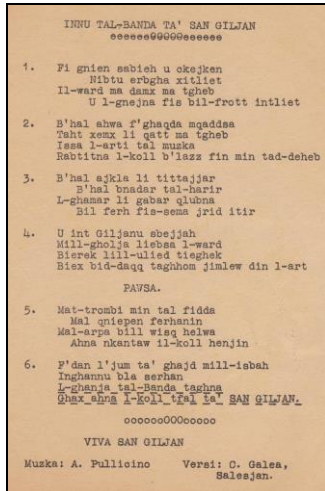 INNU TAL-BANDA TA' SAN GILJAN
eeeeee99999eeeeee
1. Fi gnien sabieh u ckejken
Nibtu erbgha xitliet
Il-ward ma damx ma tgheb
U l-gnejna fis bil-frott intliet
2. B'hal ahwa f'ghaqda mqaddsa
Taht xemx li qatt ma tgheb
Issa l-arti tal muzka
Rabtitna l-koll b'lazz fin min tad-deheb
3. B'hal ajkla li tittajjar
B'hal bnadar tal-harir
L-ghamar li gabar qlubna
Bil ferh fis-sema jrid itir
4. U int Giljanu sbejjah
Mill-gholja liebsa l-ward
Bierek lill-ulied tieghek
Biex bid-daqq taghhom jimlew din l-art
PAWSA.
5. Mat-trombi min tal fidda
Mal qniepen ferhanin
Mal-arpa bill wisq helwa
Ahna nkantaw il-koll henjin
6. F'dan l'jum ta' ghajd mill-isbah
Inghannu bla serhan
L-ghanja tal-Banda taghna
Ghax ahna l-koll tfal ta' SAN GILJAN.
oooooo000ooooo
VIVA SAN GILJAN
Muzka: A. Pullicino Versi: C. Galea,
Salesjan.